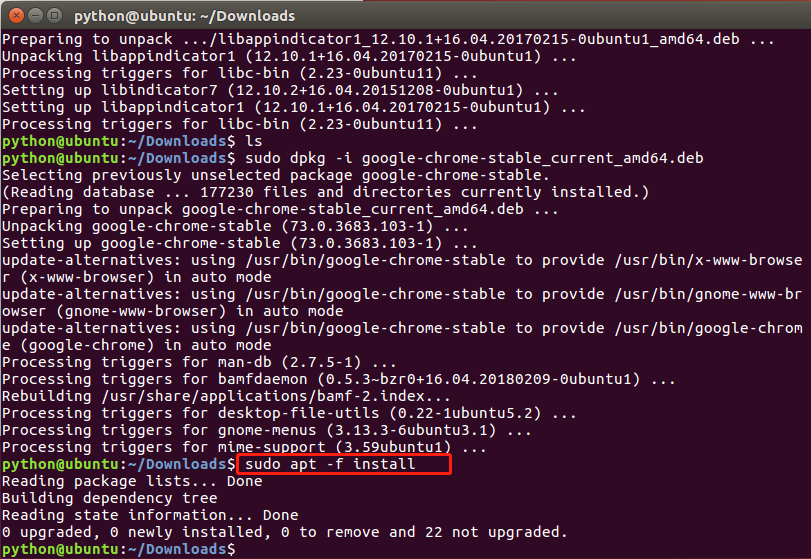 python@ubuntu: ~/Downloads
Preparing to unpack .../libappindicator1_12.10.1+16.04.20170215-0ubuntu1_amd64.deb ...
Unpacking libappindicator1 (12.10.1+16.04.20170215-0ubuntu1) ...
Processing triggers for libc-bin (2.23-0ubuntu11) ...
Setting up libindicator7 (12.10.2+16.04.20151208-0ubuntu1) ...
Setting up libappindicator1 (12.10.1+16.04.20170215-0ubuntu1) ...
Processing triggers for libc-bin (2.23-0ubuntu11) ...
python@ubuntu:~/Downloads$ ls
python@ubuntu:~/Downloads$ sudo dpkg -i google-chrome-stable_current_amd64.deb
Selecting previously unselected package google-chrome-stable.
(Reading database ... 177230 files and directories currently installed.)
Preparing to unpack google-chrome-stable_current_amd64.deb ...
Unpacking google-chrome-stable (73.0.3683.103-1) ...
Setting up google-chrome-stable (73.0.3683.103-1) ...
update-alternatives: using /usr/bin/google-chrome-stable to provide /usr/bin/x-www-browse
r (x-www-browser) in auto mode
update-alternatives: using /usr/bin/google-chrome-stable to provide /usr/bin/gnome-www-br
owser (gnome-www-browser) in auto mode
update-alternatives: using /usr/bin/google-chrome-stable to provide /usr/bin/google-chrom
e (google-chrome) in auto mode
Processing triggers for man-db (2.7.5-1) ...
Processing triggers for bamfdaemon (0.5.3~bzr0+16.04.20180209-0ubuntu1) ...
Rebuilding /usr/share/applications/bamf-2.index...
Processing triggers for desktop-file-utils (0.22-1ubuntu5.2) ...
Processing triggers for gnome-menus (3.13.3-6ubuntu3.1) ...
Processing triggers for mime-support (3.59ubuntu1) ...
python@ubuntu:~/Downloads$ sudo apt -f install
Reading package lists... Done
Building dependency tree
Reading state information... Done
0 upgraded, 0 newly installed, 0 to remove and 22 not upgraded.
python@ubuntu:~/Downloads$